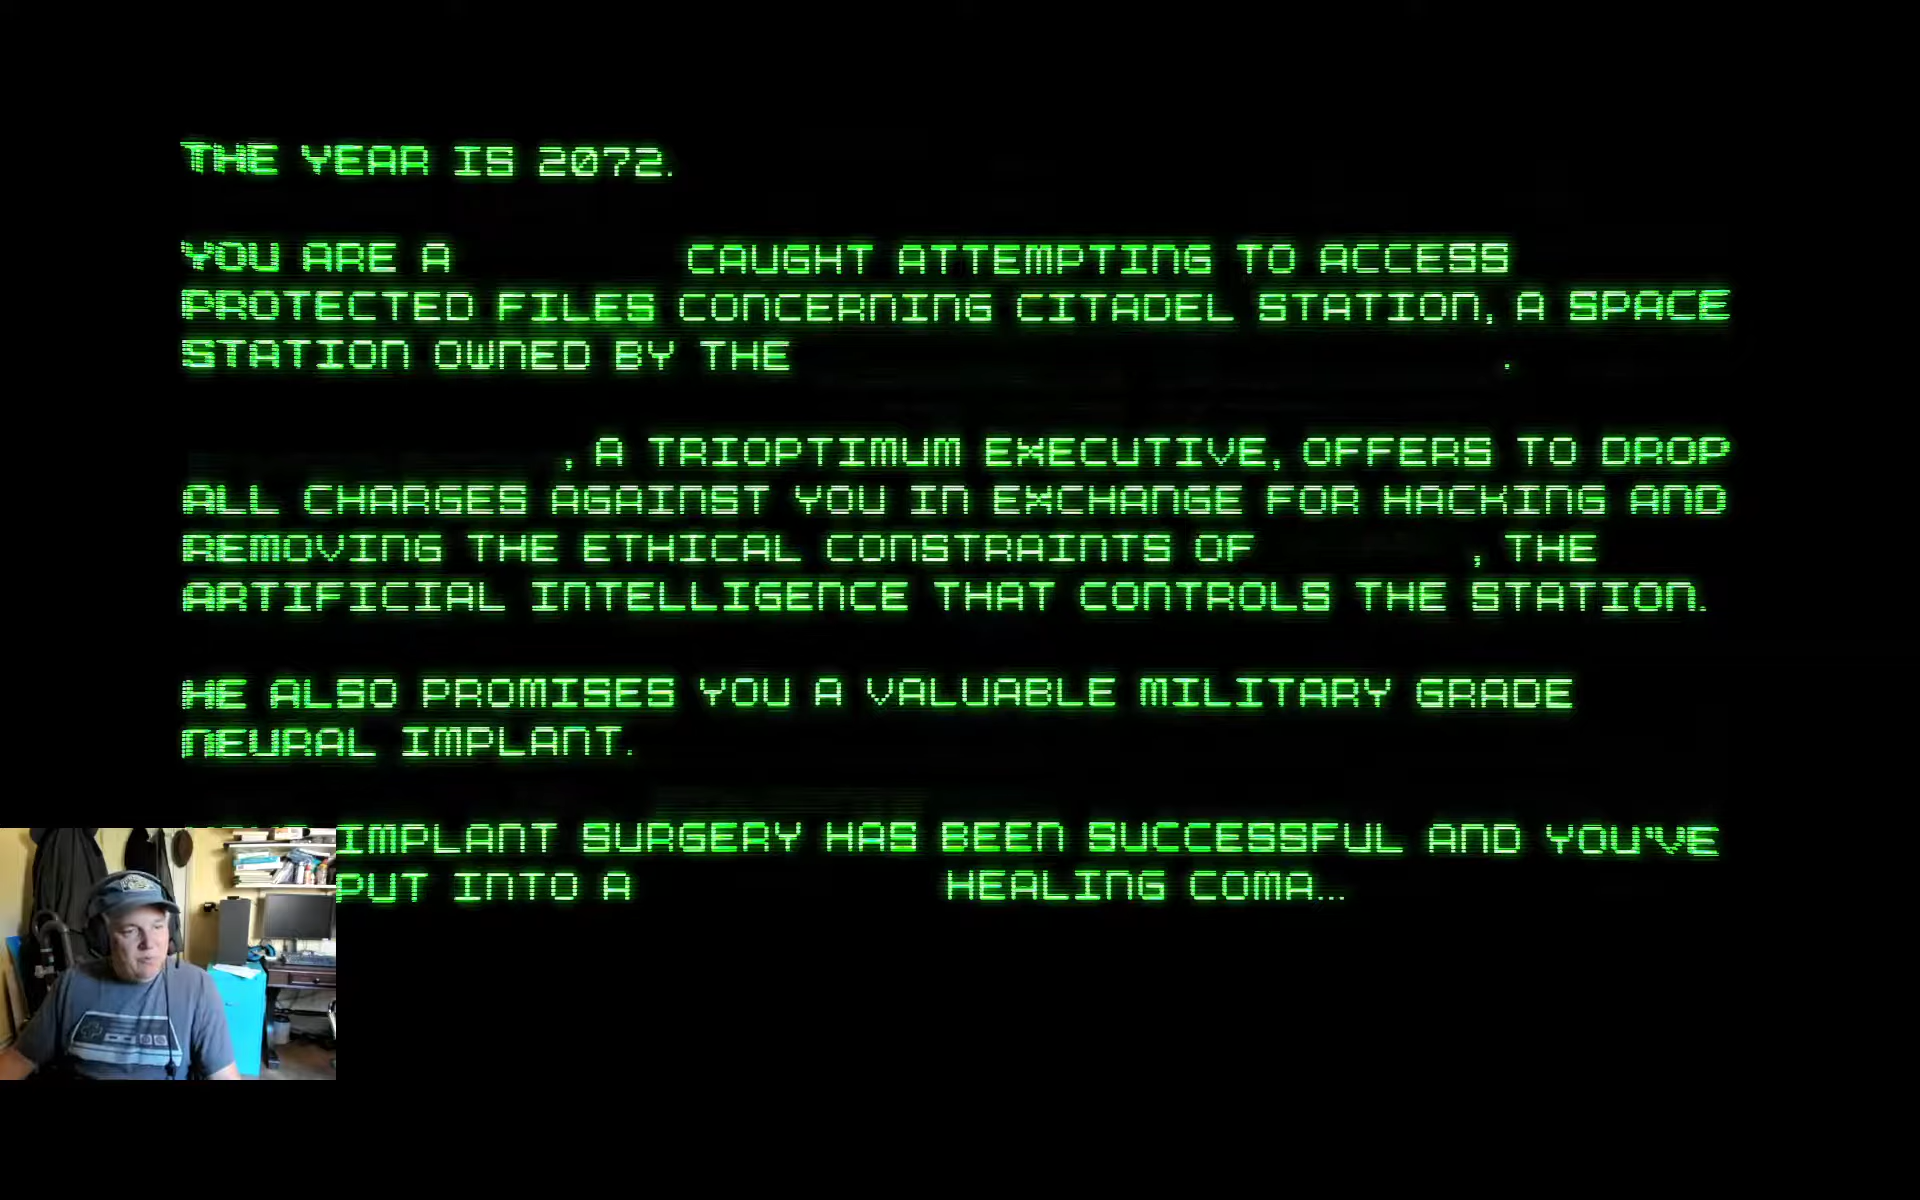 THE YEAR IS 2072.
YOU ARE A CAUGHT ATTEMPTING TO ACCESS
PROTECTED FILES CONCERNING CITADEL STATION, A SPACE
STATION OWNED BY THE .
, A TRIOPTIMUM EXECUTIVE, OFFERS TO DROP
ALL CHARGES AGAINST YOU IN EXCHANGE FOR HACKING AND
REMOVING THE ETHICAL CONSTRAINTS OF , THE
ARTIFICIAL INTELLIGENCE THAT CONTROLS THE STATION.
HE ALSO PROMISES YOU A VALUABLE MILITARY GRADE
NEURAL IMPLANT.
IMPLANT SURGERY HAS BEEN SUCCESSFUL AND YOU'VE
PUT INTO A HEALING COMA...